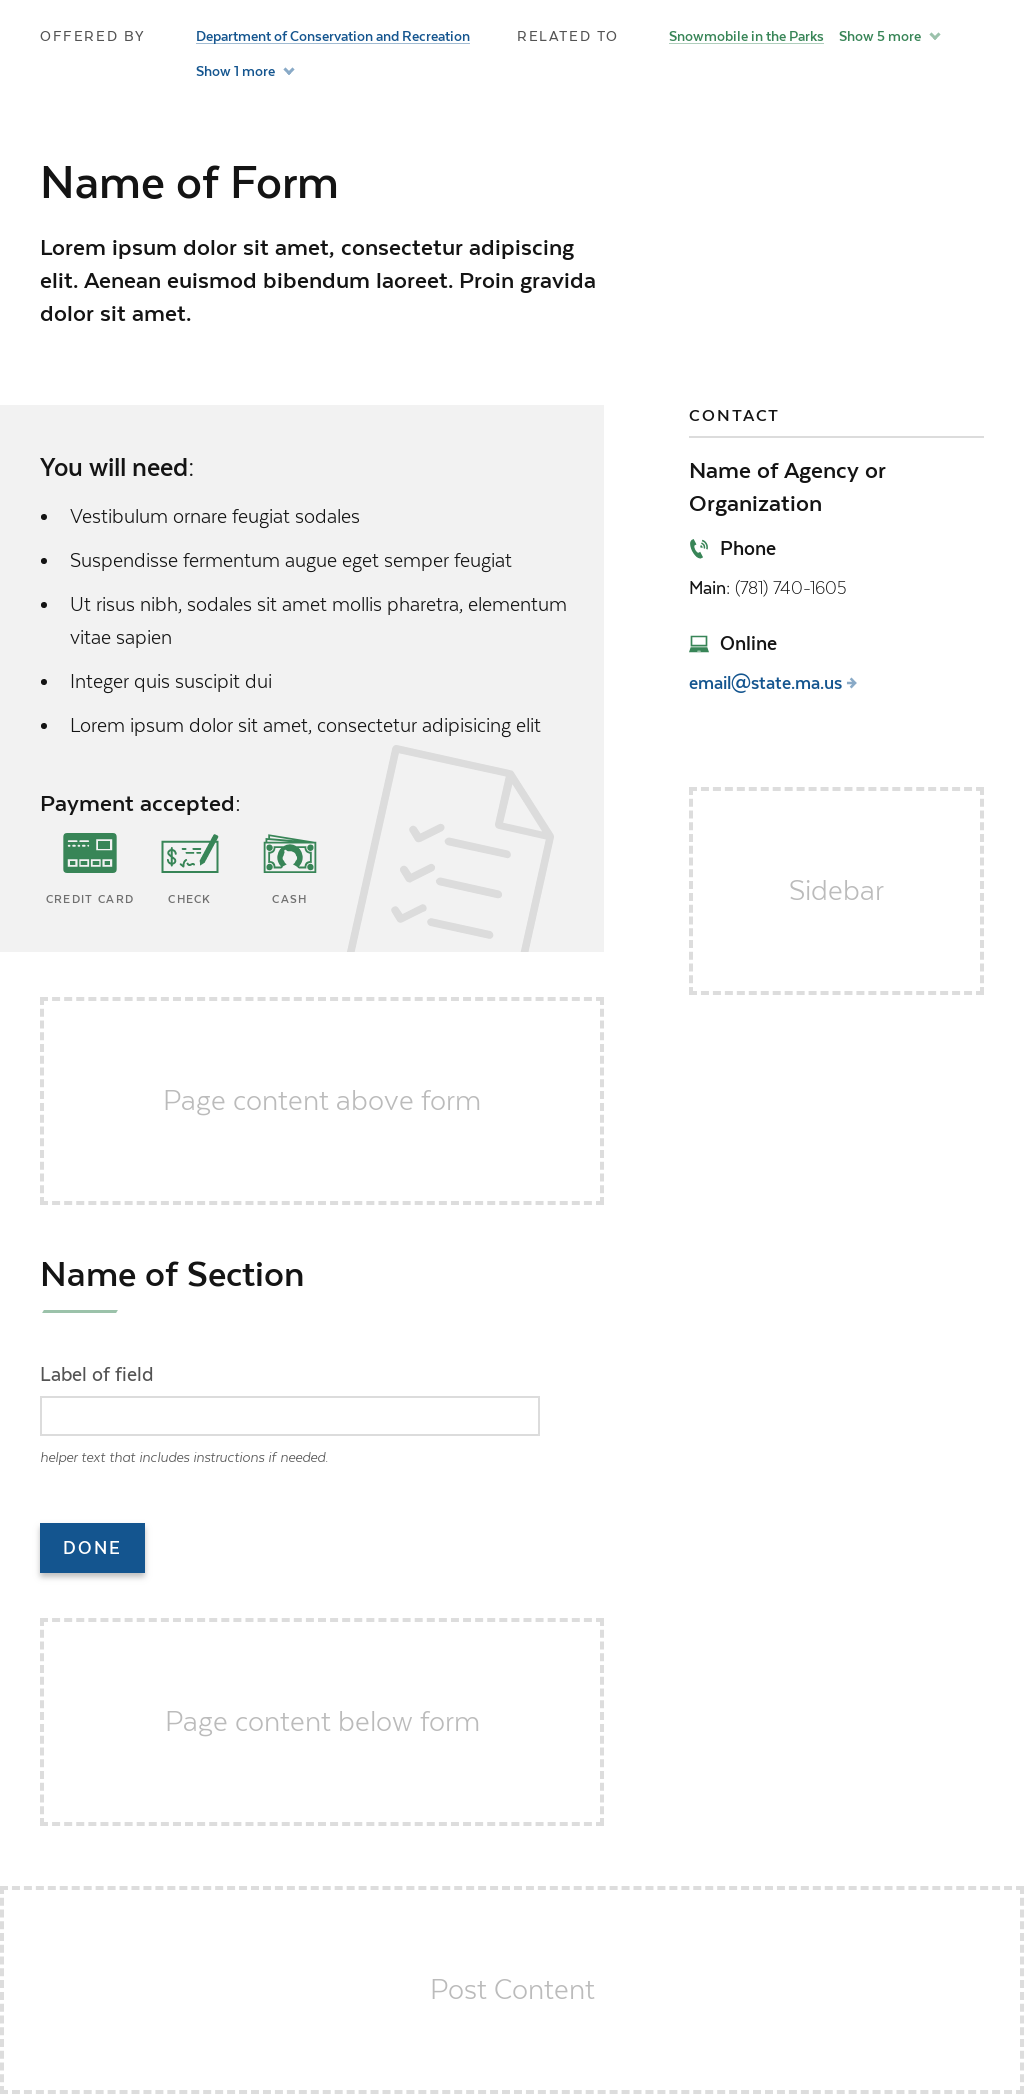 OFFERED BY
Department of Conservation and Recreation
Show 1 more
RELATED TO
Snowmobile in the Parks Show 5 more
Name of Form
Lorem ipsum dolor sit amet, consectetur adipiscing
elit. Aenean euismod bibendum laoreet. Proin gravida
dolor sit amet.
You will need:
Vestibulum ornare feugiat sodales
Suspendisse fermentum augue eget semper feugiat
Ut risus nibh, sodales sit amet mollis pharetra, elementum
vitae sapien
Integer quis suscipit dui
Lorem ipsum dolor sit amet, consectetur adipisicing elit
Payment accepted:
CREDIT CARD
CHECK
CASH
CONTACT
Name of Agency or
Organization
Phone
Main: (781) 740-1605
Online
email@state.ma.us
Sidebar
Page content above form
Name of Section
Label of field
helper text that includes instructions if needed.
DONE
Page content below form
Post Content